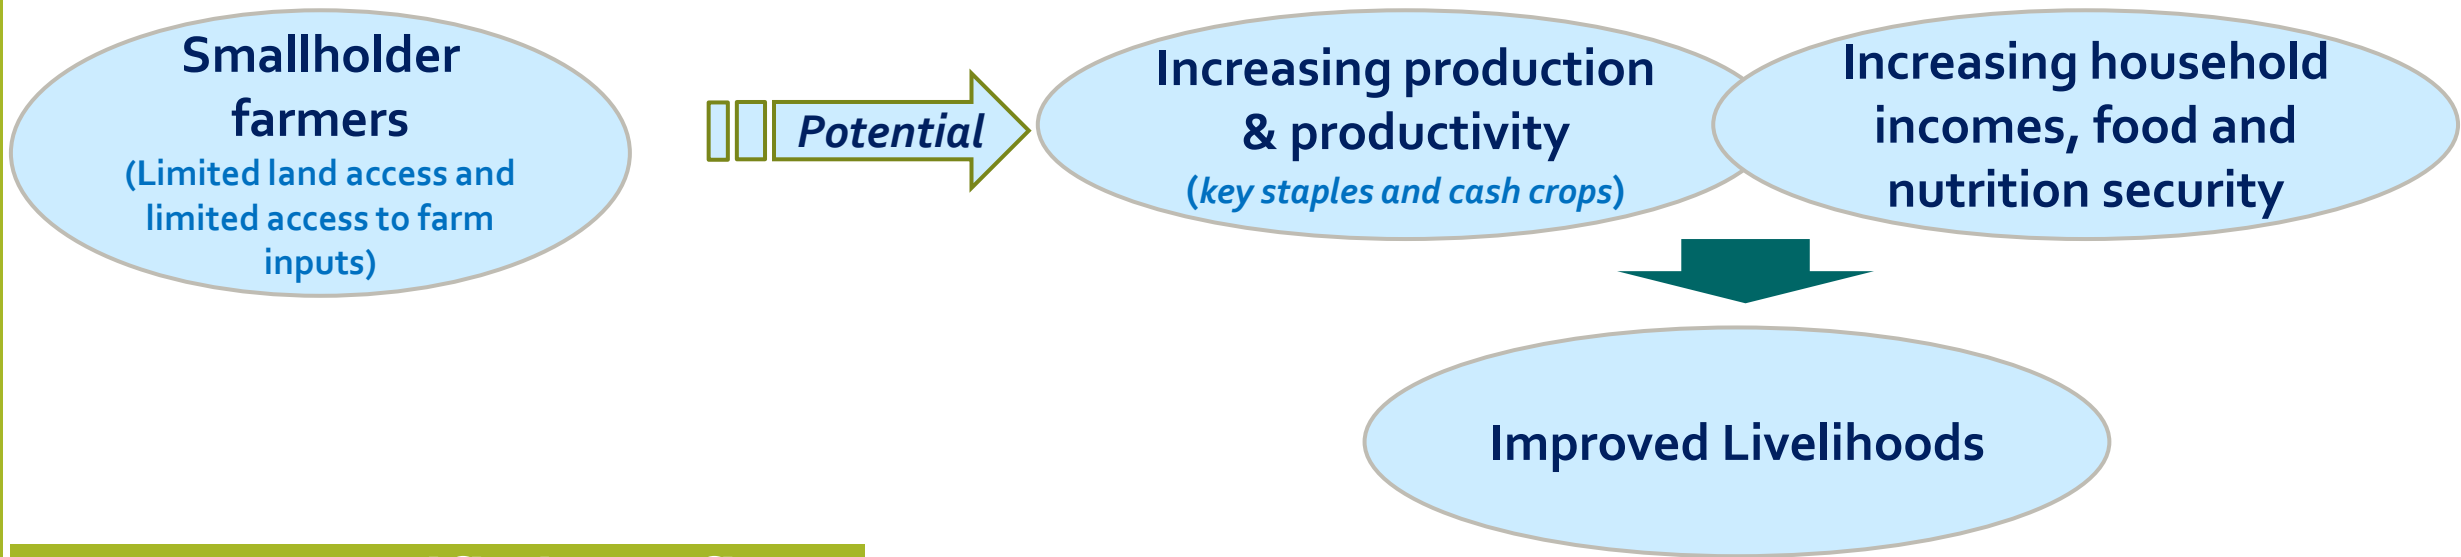 Smallholder
farmers
(Limited land access and
limited access to farm
inputs)
Potential
Increasing production
& productivity
(key staples and cash crops)
Increasing household
incomes, food and
nutrition security
Improved Livelihoods